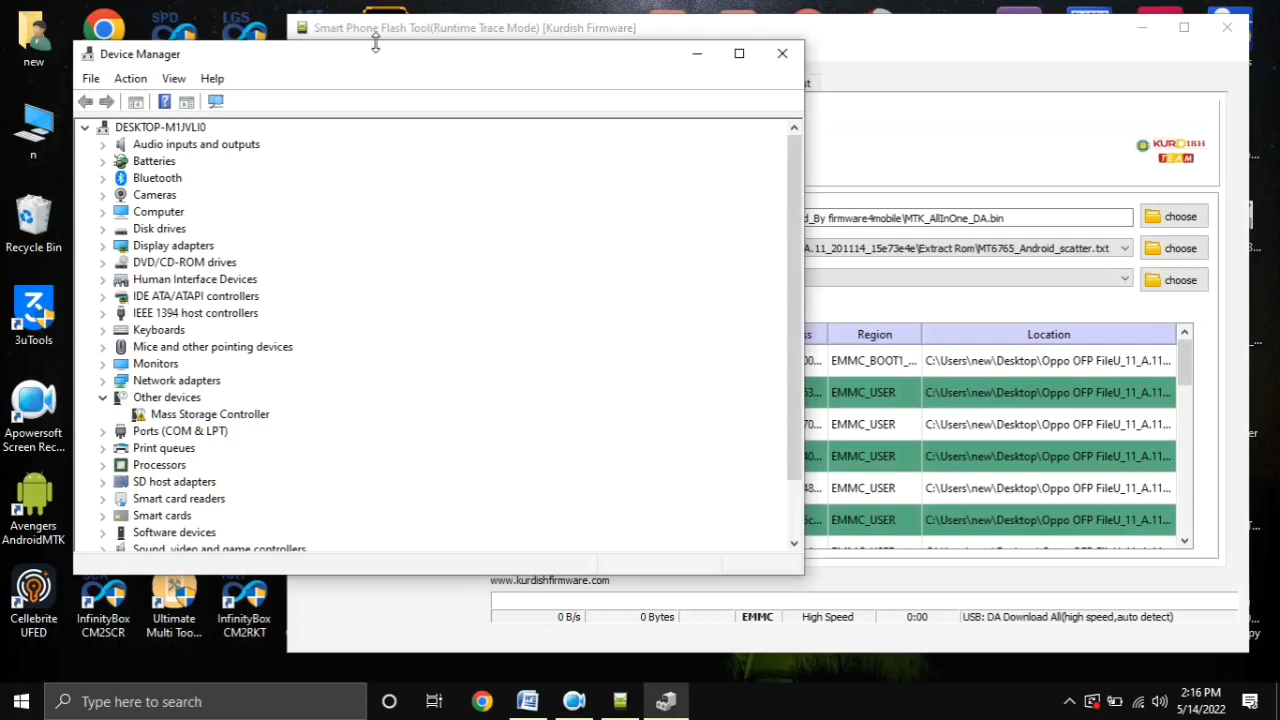 new
SPD
LGS
Smart Phone Flash Tool(Runtime Trace Mode) [Kurdish Firmware]
Device Manager
File
Action
View
Help
DESKTOP-M1JVLI0
Audio inputs and outputs
Batteries
Bluetooth
Cameras
Computer
Disk drives
Display adapters
DVD/CD-ROM drives
Human Interface Devices
IDE ATA/ATAPI controllers
IEEE 1394 host controllers
Keyboards
Mice and other pointing devices
Monitors
Network adapters
Other devices
Mass Storage Controller
Ports (COM & LPT)
Print queues
Processors
SD host adapters
Smart card readers
Smart cards
Software devices
Sound, video and game controllers
KURDISH
TEAM
d_By firmware4mobile\MTK_AllInOne_DA.bin
choose
A.11_201114_15e73e4e\Extract Rom\MT6765_Android_scatter.txt
choose
choose
Region
Location
EMMC_BOOT1_...
C:\Users\new\Desktop\Oppo OFP FileU_11_A.11...
EMMC_USER
C:\Users\new\Desktop\Oppo OFP FileU_11_A.11...
EMMC_USER
C:\Users\new\Desktop\Oppo OFP FileU_11_A.11...
EMMC_USER
C:\Users\new\Desktop\Oppo OFP FileU_11_A.11...
EMMC_USER
C:\Users\new\Desktop\Oppo OFP FileU_11_A.11...
EMMC_USER
C:\Users\new\Desktop\Oppo OFP FileU_11_A.11...
www.kurdishfirmware.com
0 B/s
0 Bytes
EMMC
High Speed
0:00
USB: DA Download All(high speed,auto detect)
n
Recycle Bin
3uTools
Apowersoft
Screen Rec...
Avengers
AndroidMTK
Cellebrite
UFED
InfinityBox
CM2SCR
Ultimate
Multi Too...
InfinityBox
CM2RKT
Type here to search
2:16 PM
5/14/2022